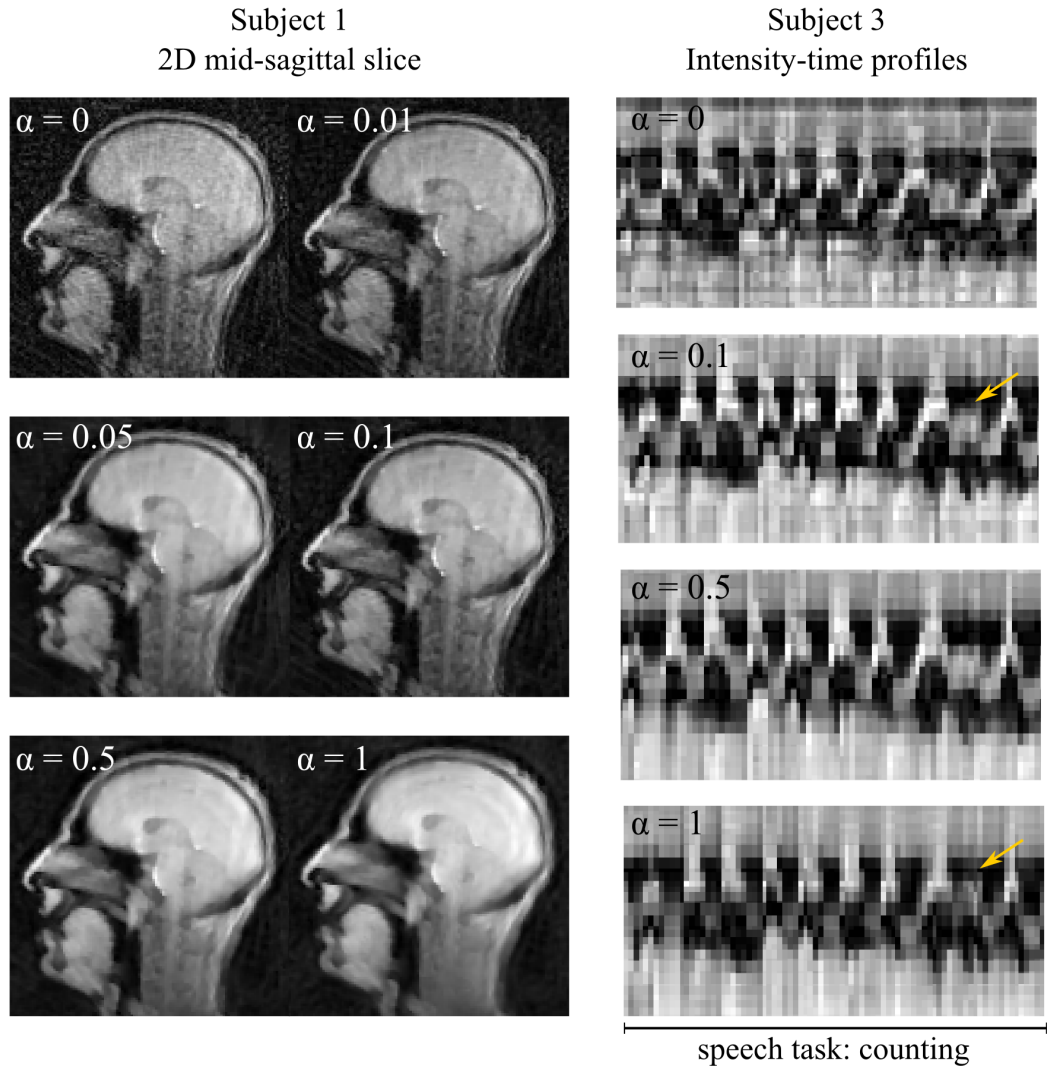 Subject 1
2D mid-sagittal slice
α = 0
α = 0.01
α = 0.05
α = 0.1
α = 0.5
α = 1
Subject 3
Intensity-time profiles
α = 0
α = 0.1
α = 0.5
α = 1
speech task: counting